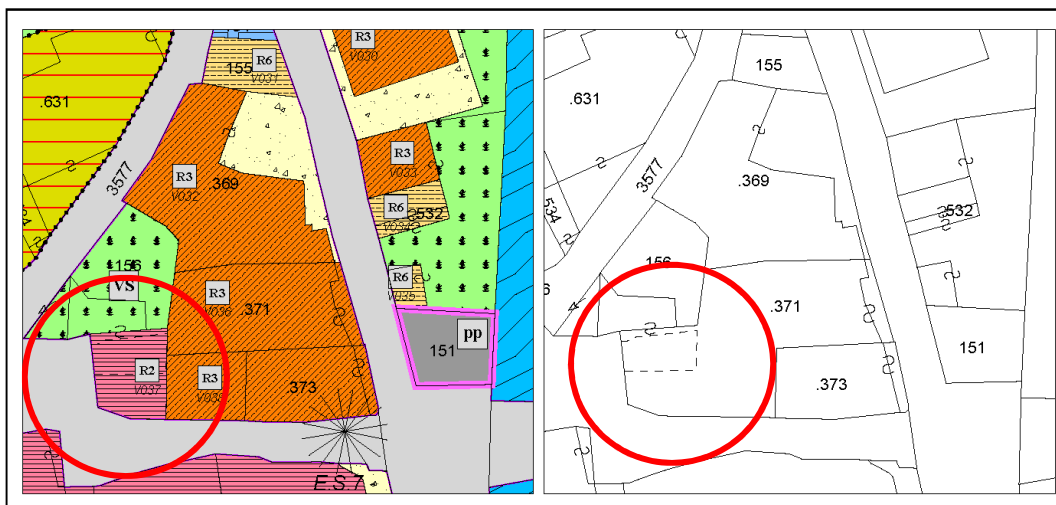 R3
V030
R6
155
V031
.631
R3
V033
R3
V032
.369
3577
R6
.532
156
VS
R6
V035
R3
V036
.371
pp
151
R2
V037
R3
V038
.373
E.S.7
155
.631
3577
.369
534
.532
156
6
.371
151
.373